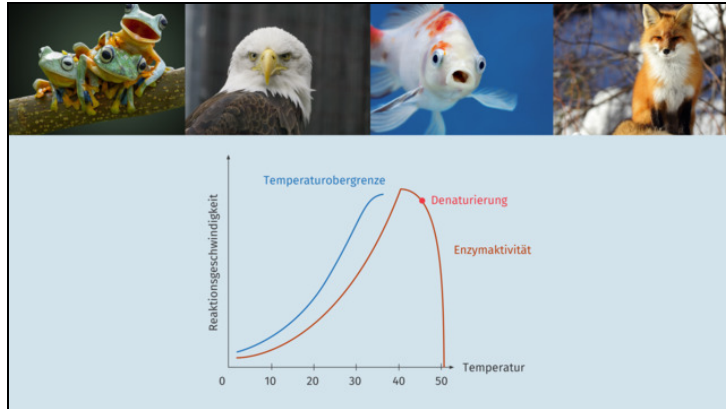 Temperaturobergrenze
Denaturierung
Enzymaktivität
Reaktionsgeschwindigkeit
Temperatur
0 10 20 30 40 50